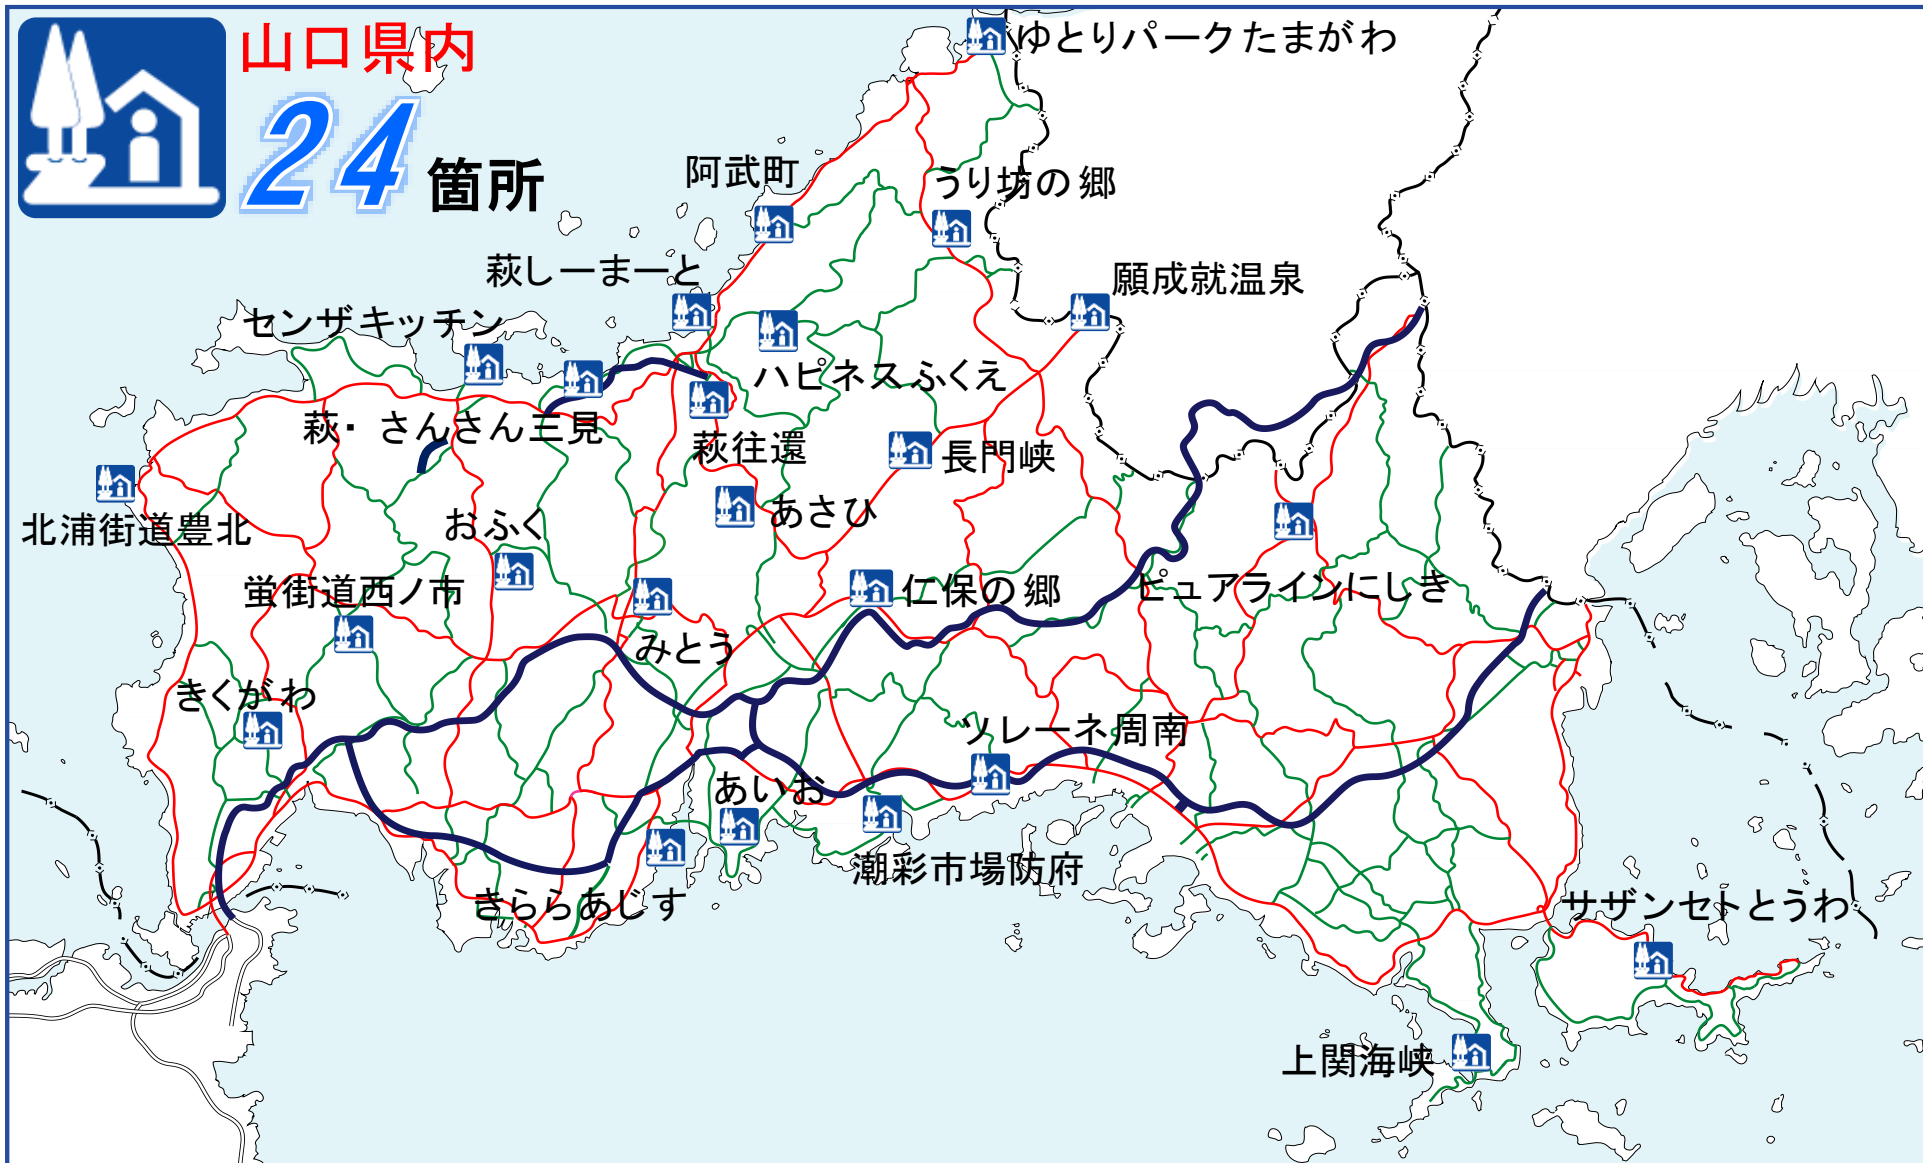 山口県内
24箇所
ゆとりパークたまがわ
阿武町
うり坊の郷
萩しーまーと
願成就温泉
センザキッチン
ハピネスふくえ
萩・さんさん三見
萩往還
長門峡
北浦街道豊北
おふく
あさひ
蛍街道西ノ市
仁保の郷
ピュアラインにしき
みとう
きくがわ
ソレーネ周南
あいお
潮彩市場防府
きららあじす
サザンセトとうわ
上関海峡